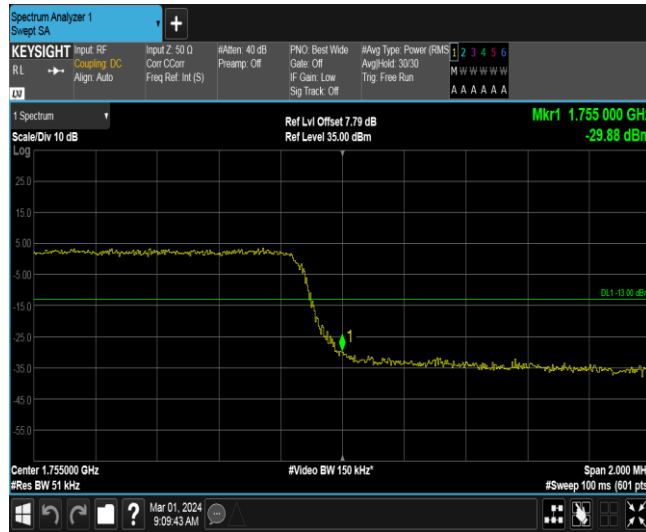 Spectrum Analyzer 1
Swept SA
KEYSIGHT Input: RF Input Z: 50 Ω #Atten: 40 dB PNO: Best Wide #Avg Type: Power (RMS 1 2 3 4 5 6
RL Coupling: DC Corr CCorr Preamp: Off Gate: Off Avg|Hold: 30/30 M W W W W W
Align: Auto Freq Ref: Int (S) IF Gain: Low Trig: Free Run
LXI Sig Track: Off A A A A A A
1 Spectrum Ref Lvl Offset 7.79 dB Mkr1 1.755 000 GHz
Scale/Div 10 dB Ref Level 35.00 dBm -29.88 dBm
Log
25.0
15.0
5.00
-5.00
DL1 -13.00 dBm
-15.0
-25.0
1
-35.0
-45.0
-55.0
Center 1.755000 GHz #Video BW 150 kHz* Span 2.000 MH
#Res BW 51 kHz #Sweep 100 ms (601 pts
? Mar 01, 2024
9:09:43 AM